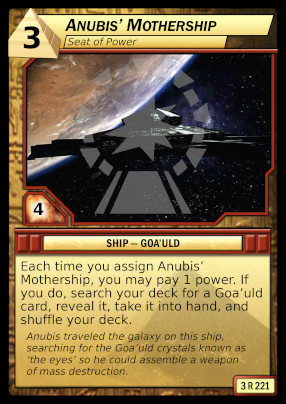 3
ANUBIS' MOTHERSHIP
Seat of Power
4
SHIP — GOA'ULD
Each time you assign Anubis'
Mothership, you may pay 1 power. If
you do, search your deck for a Goa'uld
card, reveal it, take it into hand, and
shuffle your deck.
Anubis traveled the galaxy on this ship,
searching for the Goa'uld crystals known as
'the eyes' so he could assemble a weapon
of mass destruction.
3 R 221